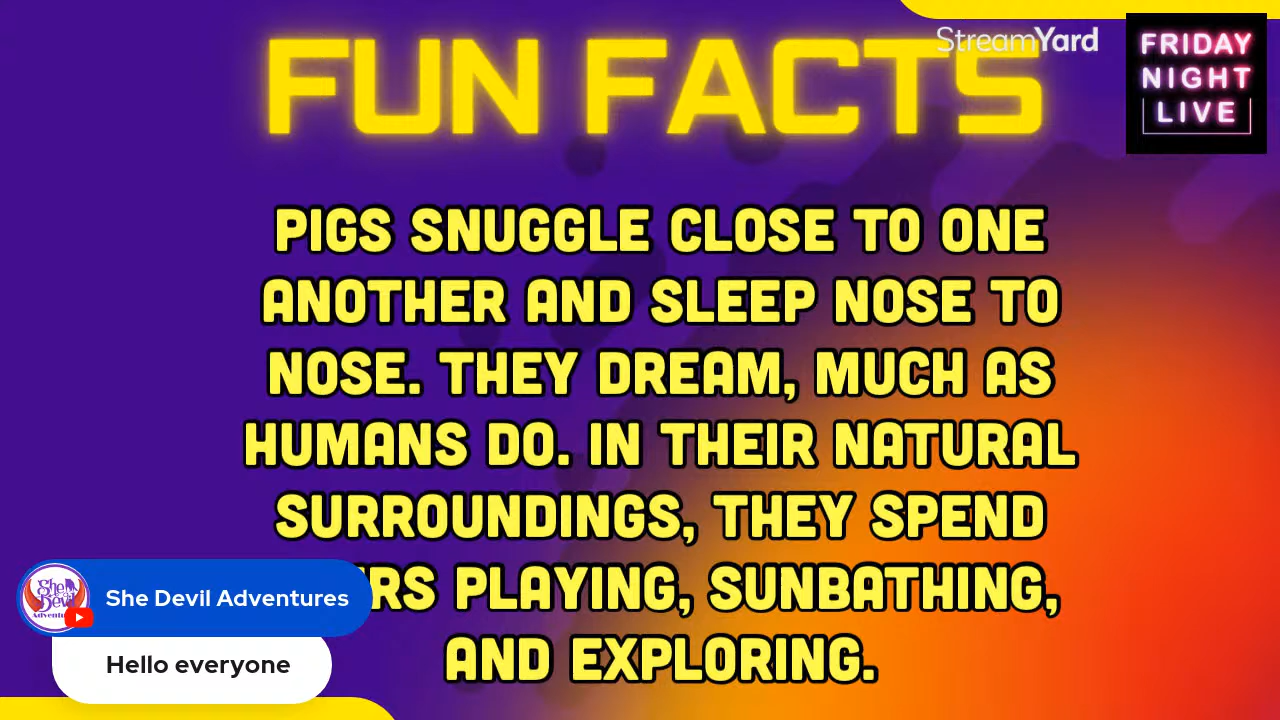 StreamYard
FUN FACTS
FRIDAY
NIGHT
LIVE
PIGS SNUGGLE CLOSE TO ONE
ANOTHER AND SLEEP NOSE TO
NOSE. THEY DREAM, MUCH AS
HUMANS DO. IN THEIR NATURAL
SURROUNDINGS, THEY SPEND
PLAYING, SUNBATHING,
AND EXPLORING.
She Devil Adventures
Hello everyone
She
Devil